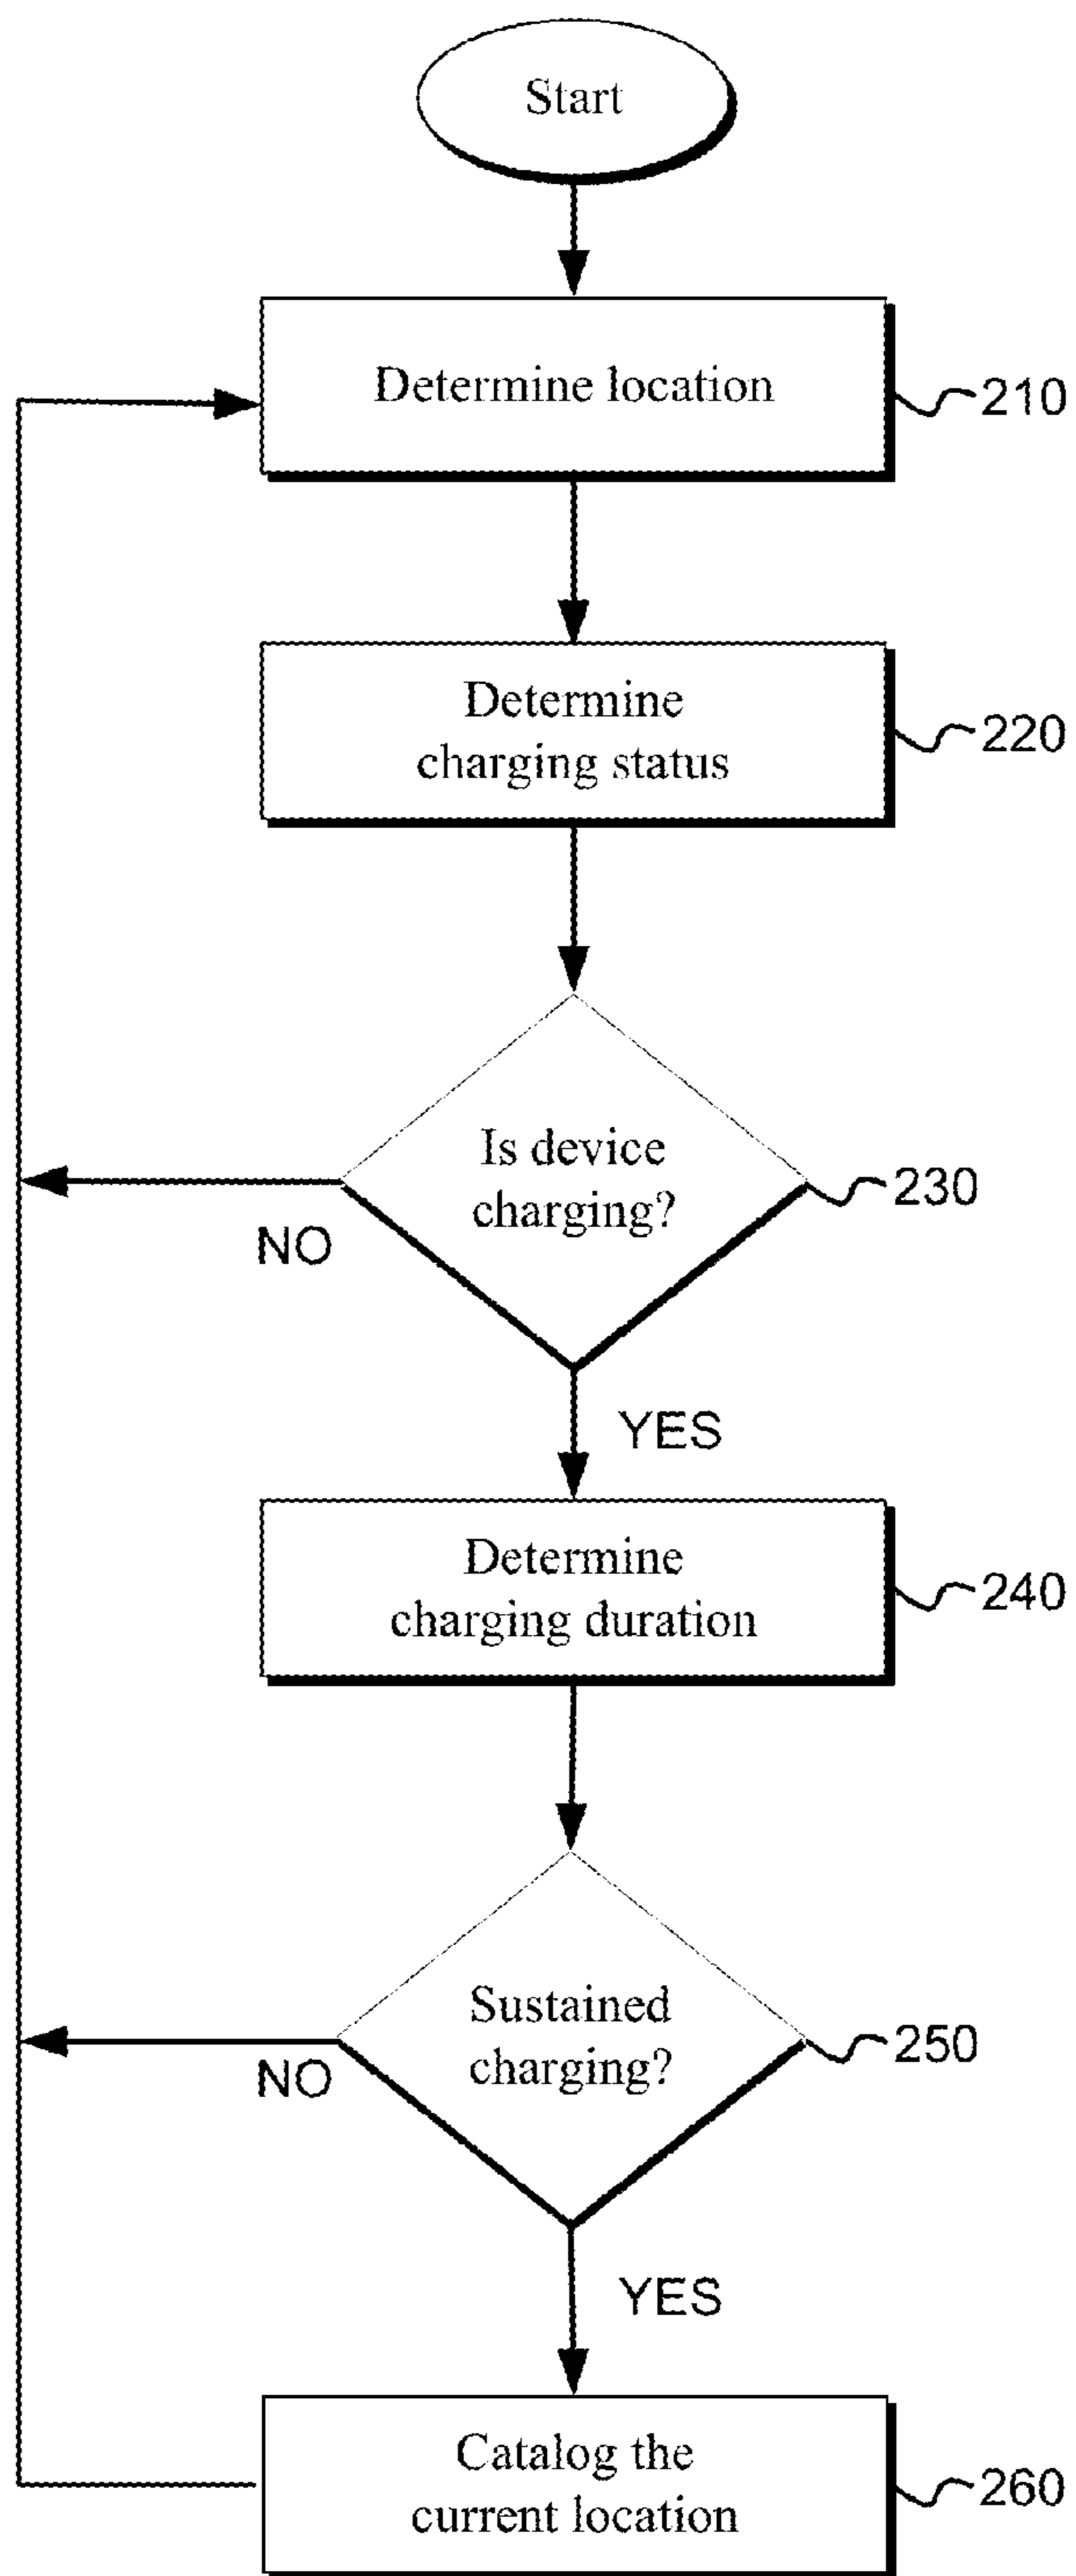 Start
Determine location
210
Determine
charging status
220
Is device
charging?
230
NO
YES
Determine
charging duration
240
Sustained
charging?
250
NO
YES
Catalog the
current location
260